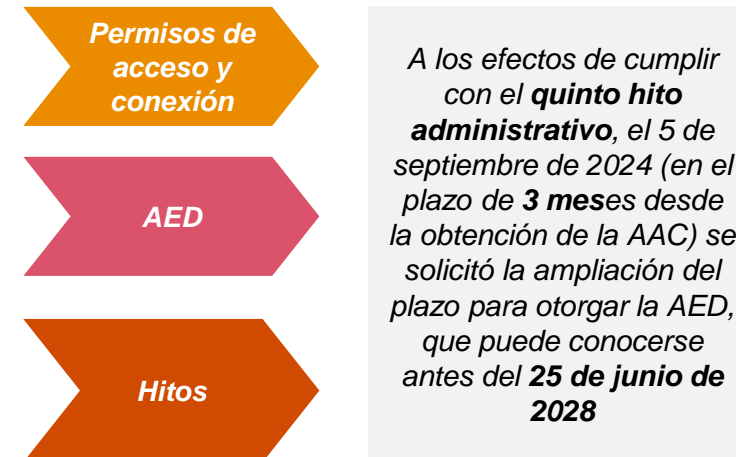 Permisos de
acceso y
conexión
AED
Hitos
A los efectos de cumplir
con el quinto hito
administrativo, el 5 de
septiembre de 2024 (en el
plazo de 3 meses desde
la obtención de la AAC) se
solicitó la ampliación del
plazo para otorgar la AED,
que puede conocerse
antes del 25 de junio de
2028